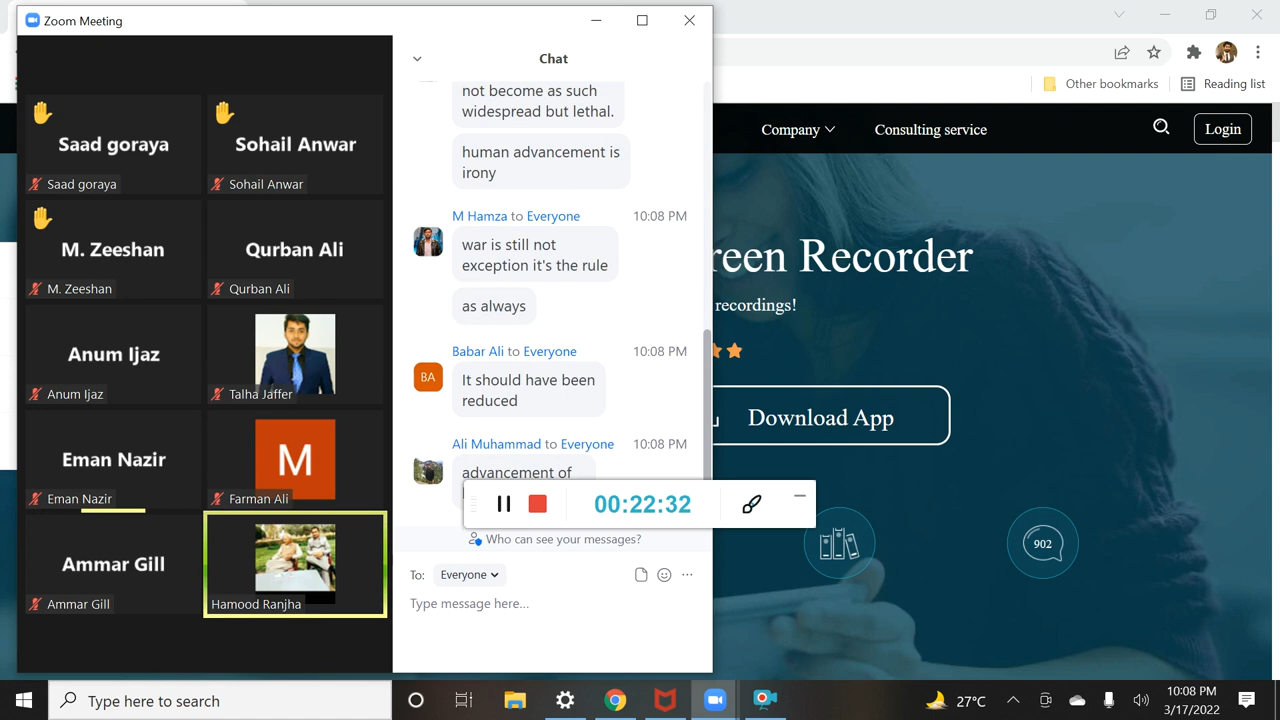 Zoom Meeting
Saad goraya
Saad goraya
Sohail Anwar
Sohail Anwar
M. Zeeshan
M. Zeeshan
Qurban Ali
Qurban Ali
Anum Ijaz
Anum Ijaz
Talha Jaffer
Eman Nazir
Eman Nazir
M
Farman Ali
Ammar Gill
Ammar Gill
Hamood Ranjha
Chat
not become as such
widespread but lethal.
human advancement is
irony
M Hamza to Everyone 10:08 PM
war is still not
exception it's the rule
as always
Babar Ali to Everyone 10:08 PM
BA
It should have been
reduced
Ali Muhammad to Everyone 10:08 PM
advancement of
00:22:32
Who can see your messages?
To: Everyone
Type message here...
Other bookmarks
Reading list
Company
Consulting service
Login
reen Recorder
recordings!
Download App
902
Type here to search
27°C
10:08 PM
3/17/2022